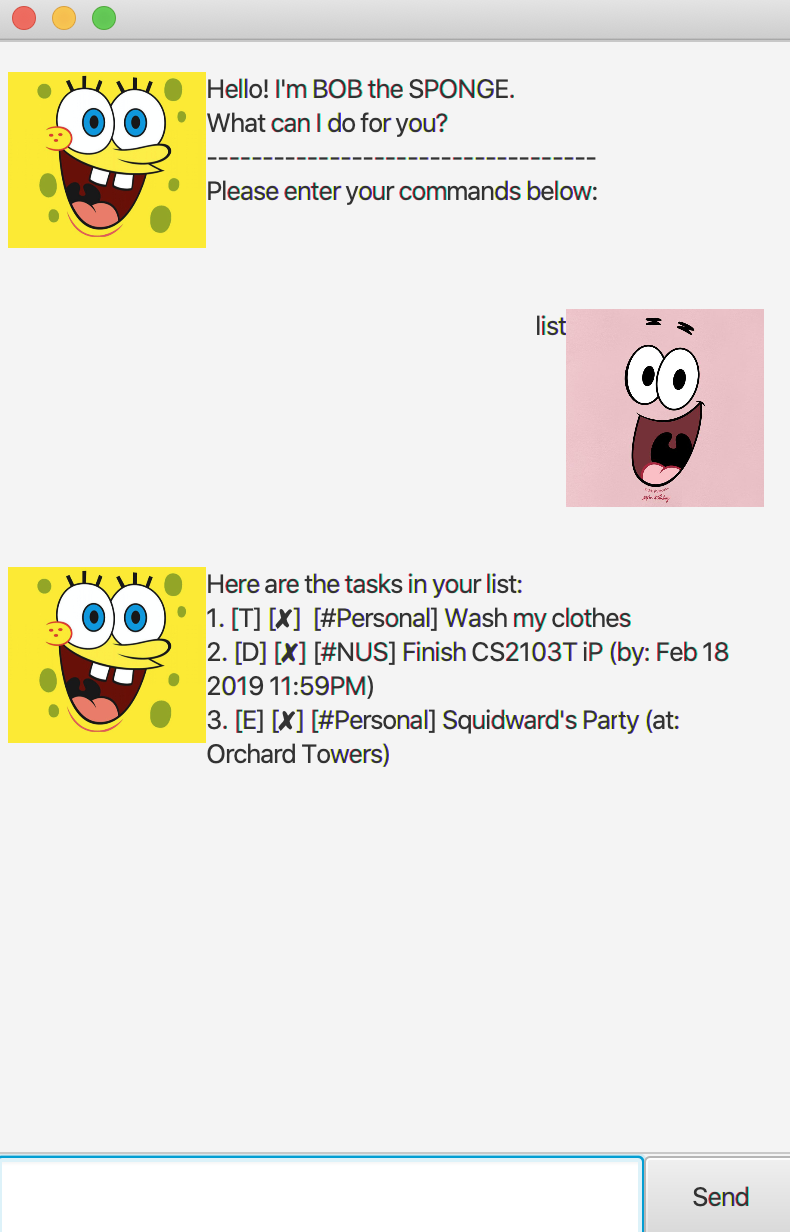 Hello! I'm BOB the SPONGE.
What can I do for you?
-----------------------------------
Please enter your commands below:
list
Here are the tasks in your list:
1. [T] [✘]  [#Personal] Wash my clothes
2. [D] [✘] [#NUS] Finish CS2103T iP (by: Feb 18
2019 11:59PM)
3. [E] [✘] [#Personal] Squidward's Party (at:
Orchard Towers)
Send